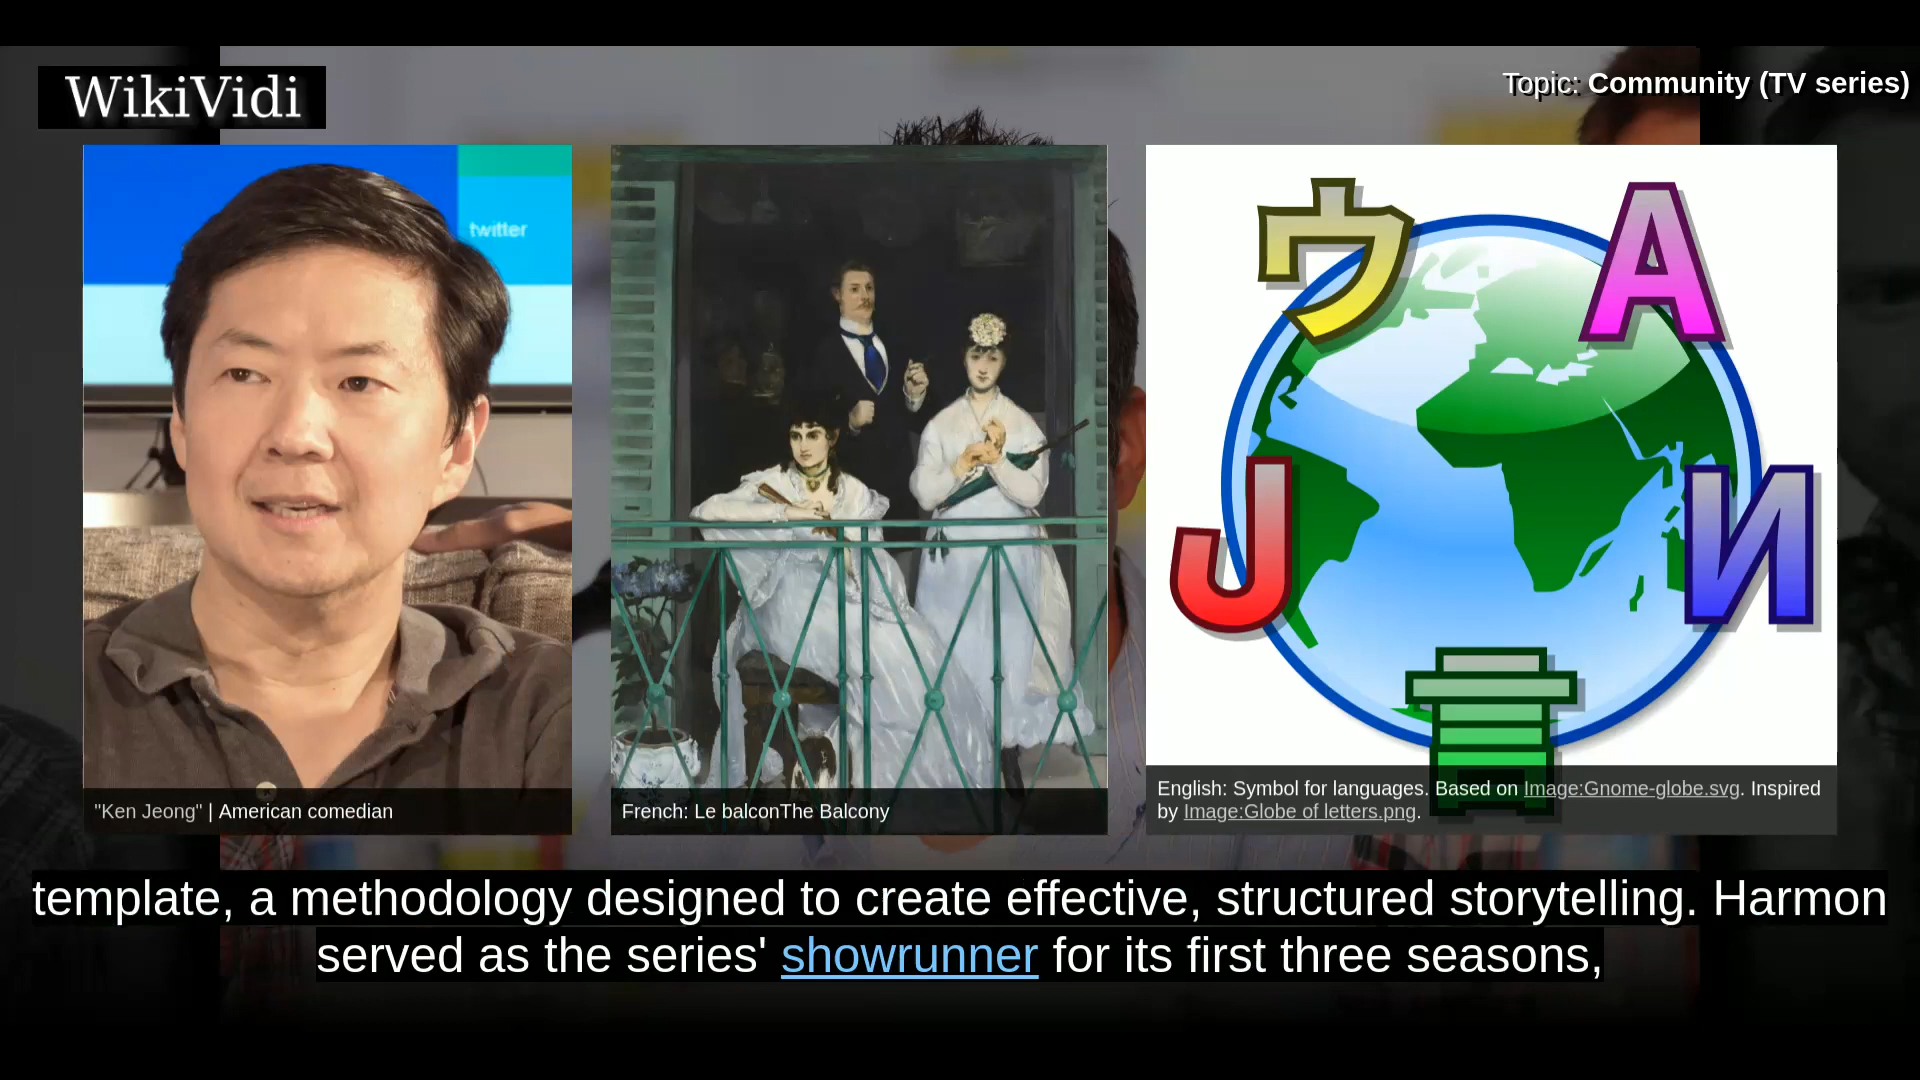 WikiVidi
Topic: Community (TV series)
twitter
ウ
A
J
И
"Ken Jeong" | American comedian
French: Le balconThe Balcony
English: Symbol for languages. Based on Image:Gnome-globe.svg. Inspired
by Image:Globe of letters.png.
template, a methodology designed to create effective, structured storytelling. Harmon
served as the series' showrunner for its first three seasons,